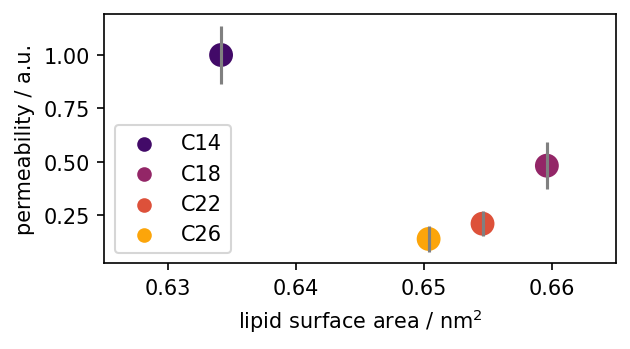 permeability / a.u.
1.00
0.75
0.50
0.25
C14
C18
C22
C26
0.63 0.64 0.65 0.66
lipid surface area / nm²